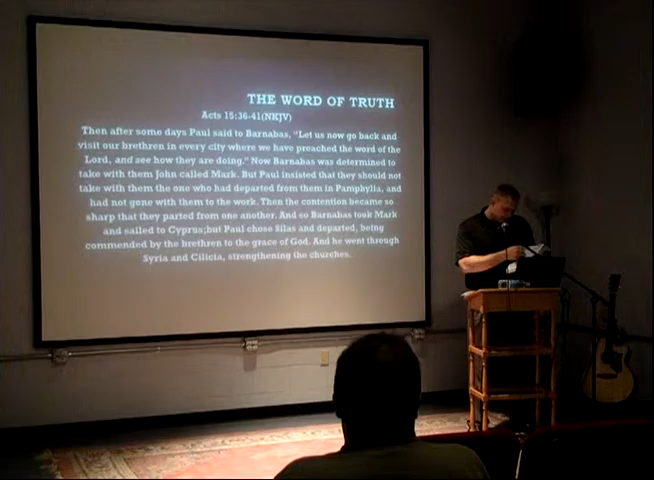 THE WORD OF TRUTH
Acts 15:36-41(NKJV)
Then after some days Paul said to Barnabas, "Let us now go back and
visit our brethren in every city where we have preached the word of the
Lord, and see how they are doing." Now Barnabas was determined to
take with them John called Mark. But Paul insisted that they should not
take with them the one who had departed from them in Pamphylia, and
had not gone with them to the work. Then the contention became so
sharp that they parted from one another. And so Barnabas took Mark
and sailed to Cyprus;but Paul chose Silas and departed, being
commended by the brethren to the grace of God. And he went through
Syria and Cilicia, strengthening the churches.